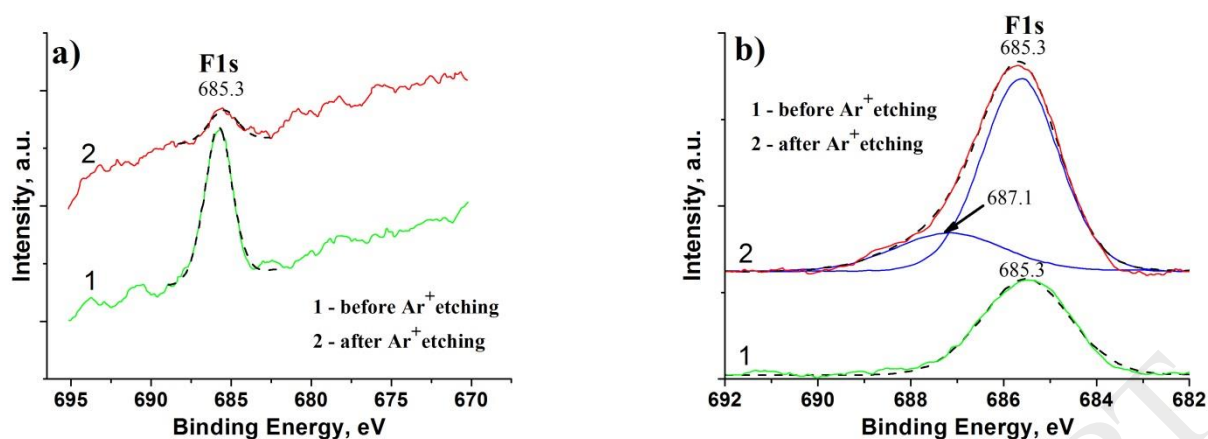 a)
F1s
685.3
2
1
1 - before Ar+etching
2 - after Ar+etching
Intensity, a.u.
695 690 685 680 675 670
Binding Energy, eV
b)
F1s
685.3
1 - before Ar+etching
2 - after Ar+etching
687.1
2
685.3
1
Intensity, a.u.
692 690 688 686 684 682
Binding Energy, eV